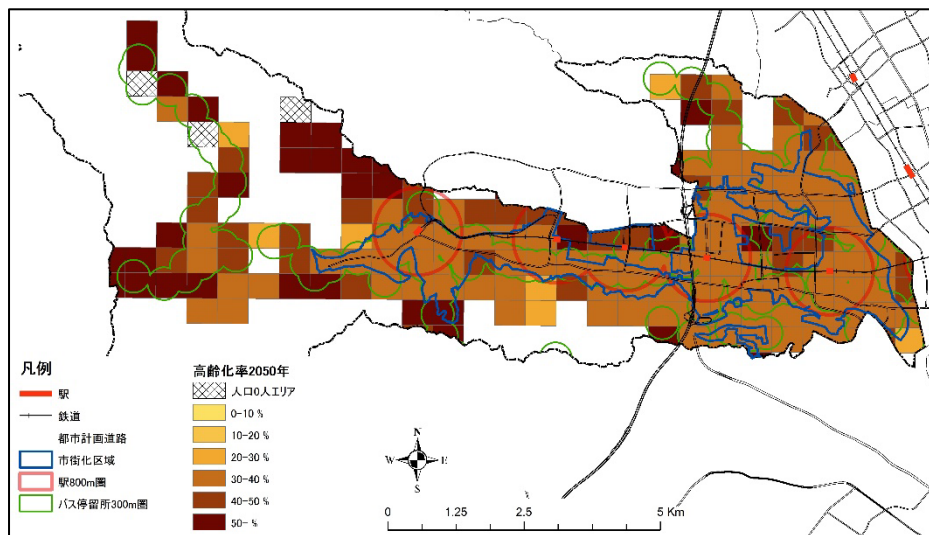 凡例
駅
鉄道
都市計画道路
市街化区域
駅800m圏
バス停留所300m圏
高齢化率2050年
人口0人エリア
0-10 %
10-20 %
20-30 %
30-40 %
40-50 %
50- %
N
W E
S
0 1.25 2.5 5 Km